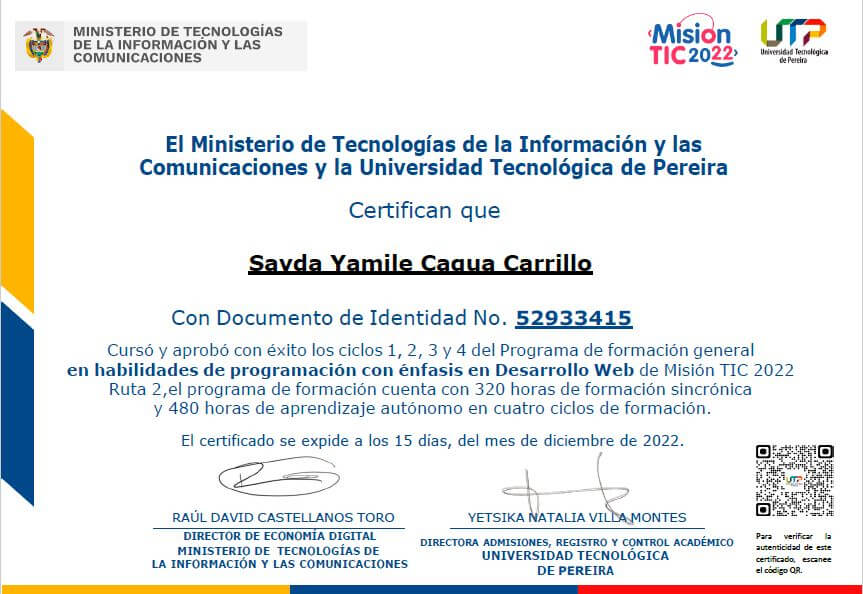 MINISTERIO DE TECNOLOGÍAS
DE LA INFORMACIÓN Y LAS
COMUNICACIONES
Misión
TIC 2022
UTP
Universidad Tecnológica
de Pereira
El Ministerio de Tecnologías de la Información y las
Comunicaciones y la Universidad Tecnológica de Pereira
Certifican que
Sayda Yamile Cagua Carrillo
Con Documento de Identidad No. 52933415
Cursó y aprobó con éxito los ciclos 1, 2, 3 y 4 del Programa de formación general
en habilidades de programación con énfasis en Desarrollo Web de Misión TIC 2022
Ruta 2,el programa de formación cuenta con 320 horas de formación sincrónica
y 480 horas de aprendizaje autónomo en cuatro ciclos de formación.
El certificado se expide a los 15 días, del mes de diciembre de 2022.
RAÚL DAVID CASTELLANOS TORO
DIRECTOR DE ECONOMÍA DIGITAL
MINISTERIO DE TECNOLOGÍAS DE
LA INFORMACIÓN Y LAS COMUNICACIONES
YETSIKA NATALIA VILLA MONTES
DIRECTORA ADMISIONES, REGISTRO Y CONTROL ACADÉMICO
UNIVERSIDAD TECNOLÓGICA
DE PEREIRA
UTP
Para verificar la
autenticidad de este
certificado, escanee
el código QR.